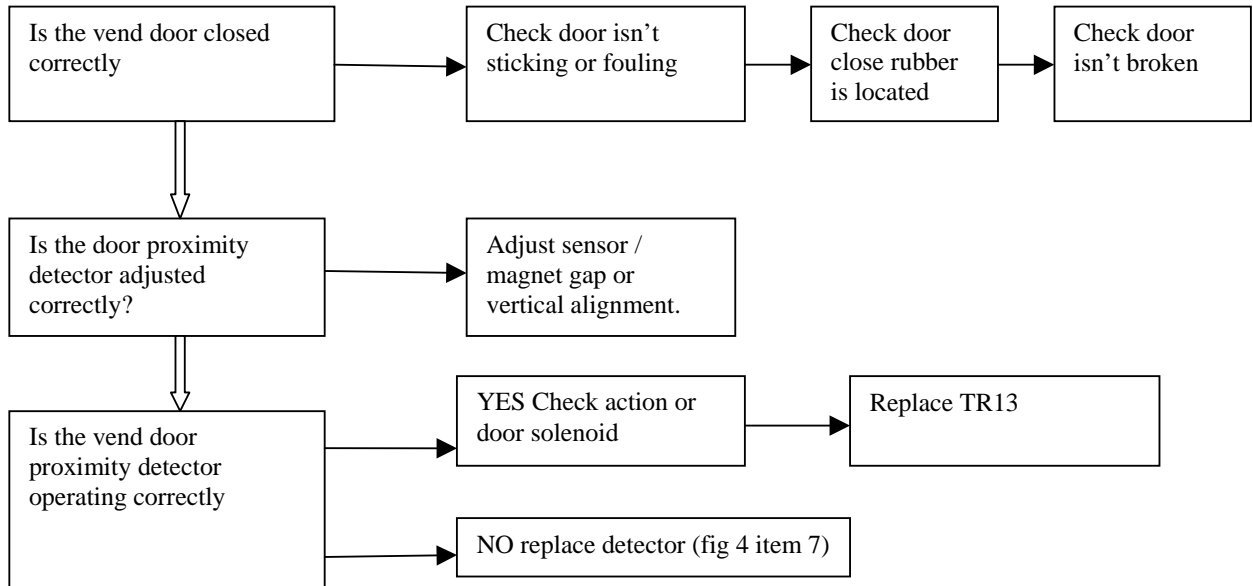 Is the vend door closed
correctly
Check door isn’t
sticking or fouling
Check door
close rubber
is located
Check door
isn’t broken
Is the door proximity
detector adjusted
correctly?
Adjust sensor /
magnet gap or
vertical alignment.
Is the vend door
proximity detector
operating correctly
YES Check action or
door solenoid
Replace TR13
NO replace detector (fig 4 item 7)